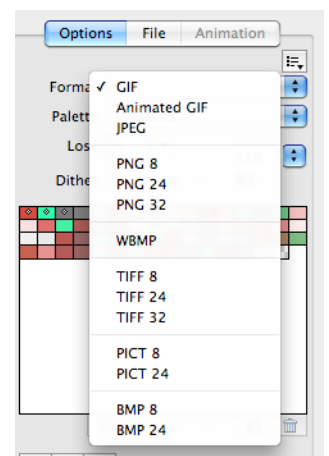 Options File Animation
Forma
✓ GIF
Animated GIF
Palett
JPEG
Los
PNG 8
Dithe
PNG 24
PNG 32
WBMP
TIFF 8
TIFF 24
TIFF 32
PICT 8
PICT 24
BMP 8
BMP 24